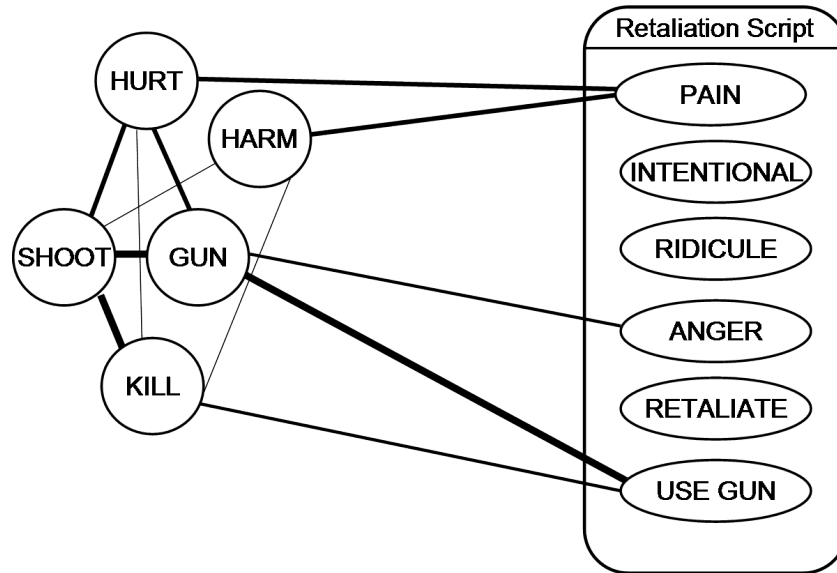 Retaliation Script
HURT
PAIN
HARM
INTENTIONAL
SHOOT
GUN
RIDICULE
ANGER
KILL
RETALIATE
USE GUN